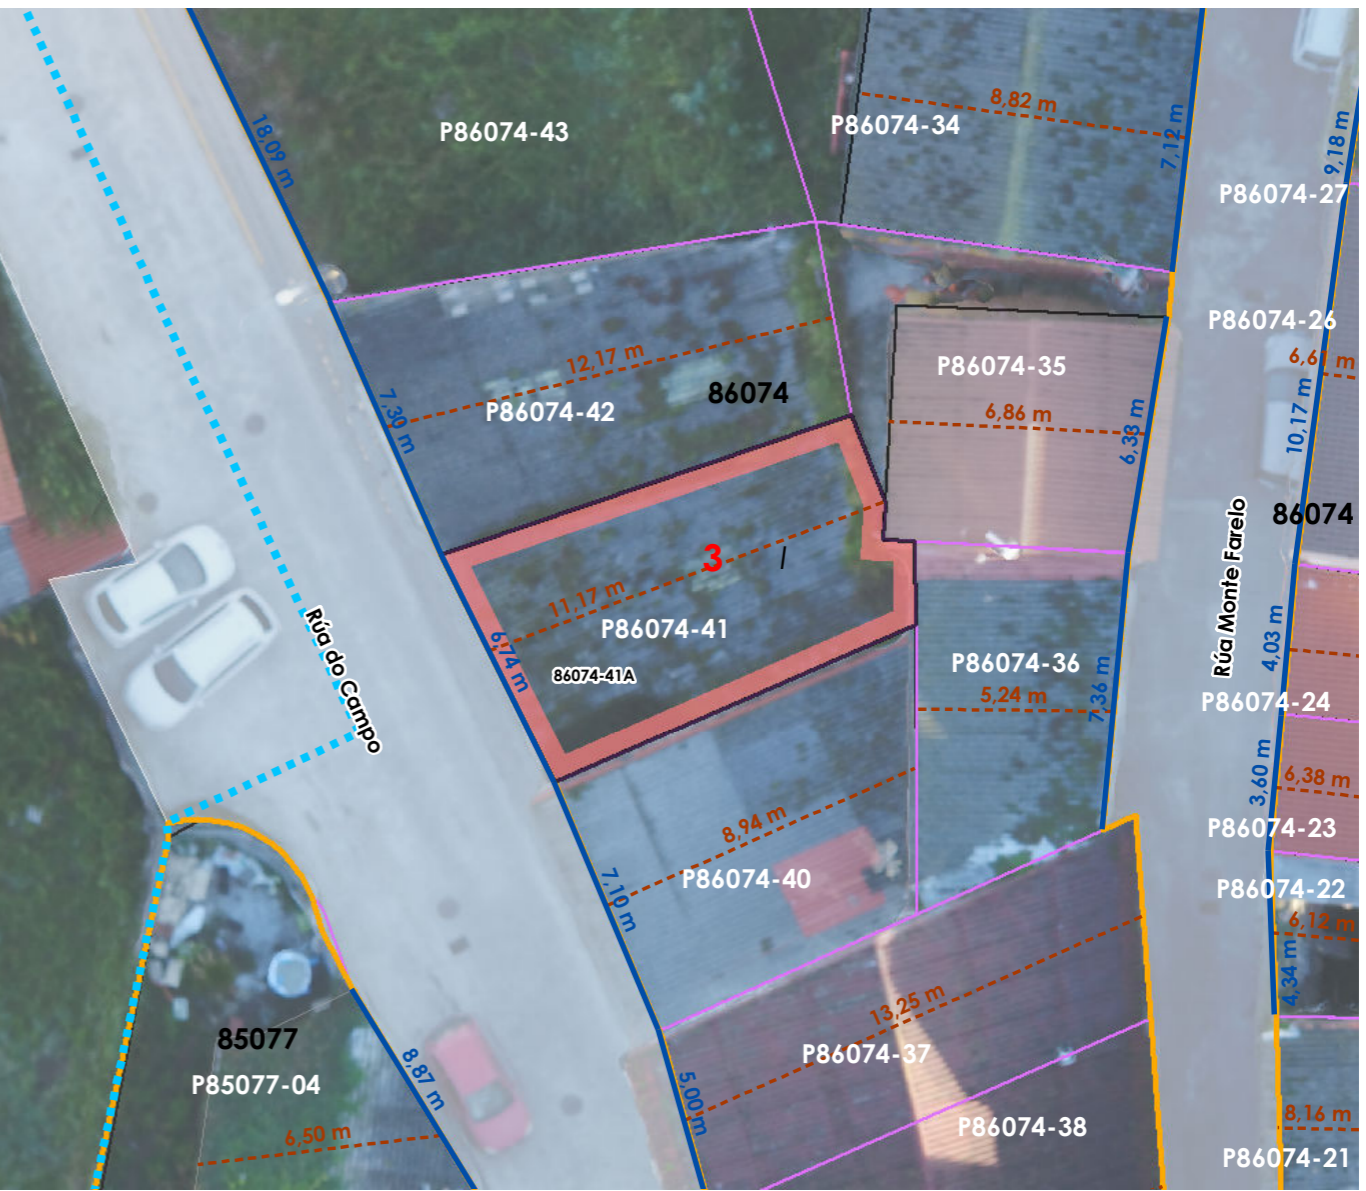 18,09 m
P86074-43
P86074-34
8,82 m
7,12 m
9,18 m
P86074-27
P86074-26
12,17 m
7,30 m
P86074-42
86074
P86074-35
6,86 m
6,33 m
10,17 m
86074
Rúa Monte Farelo
3
I
11,17 m
6,74 m
P86074-41
86074-41A
Rúa do Campo
P86074-36
5,24 m
7,36 m
4,03 m
P86074-24
3,60 m
6,38 m
P86074-23
8,94 m
P86074-40
7,10 m
P86074-22
6,12 m
4,34 m
13,25 m
P86074-37
85077
P85077-04
8,87 m
6,50 m
5,00 m
P86074-38
8,16 m
P86074-21